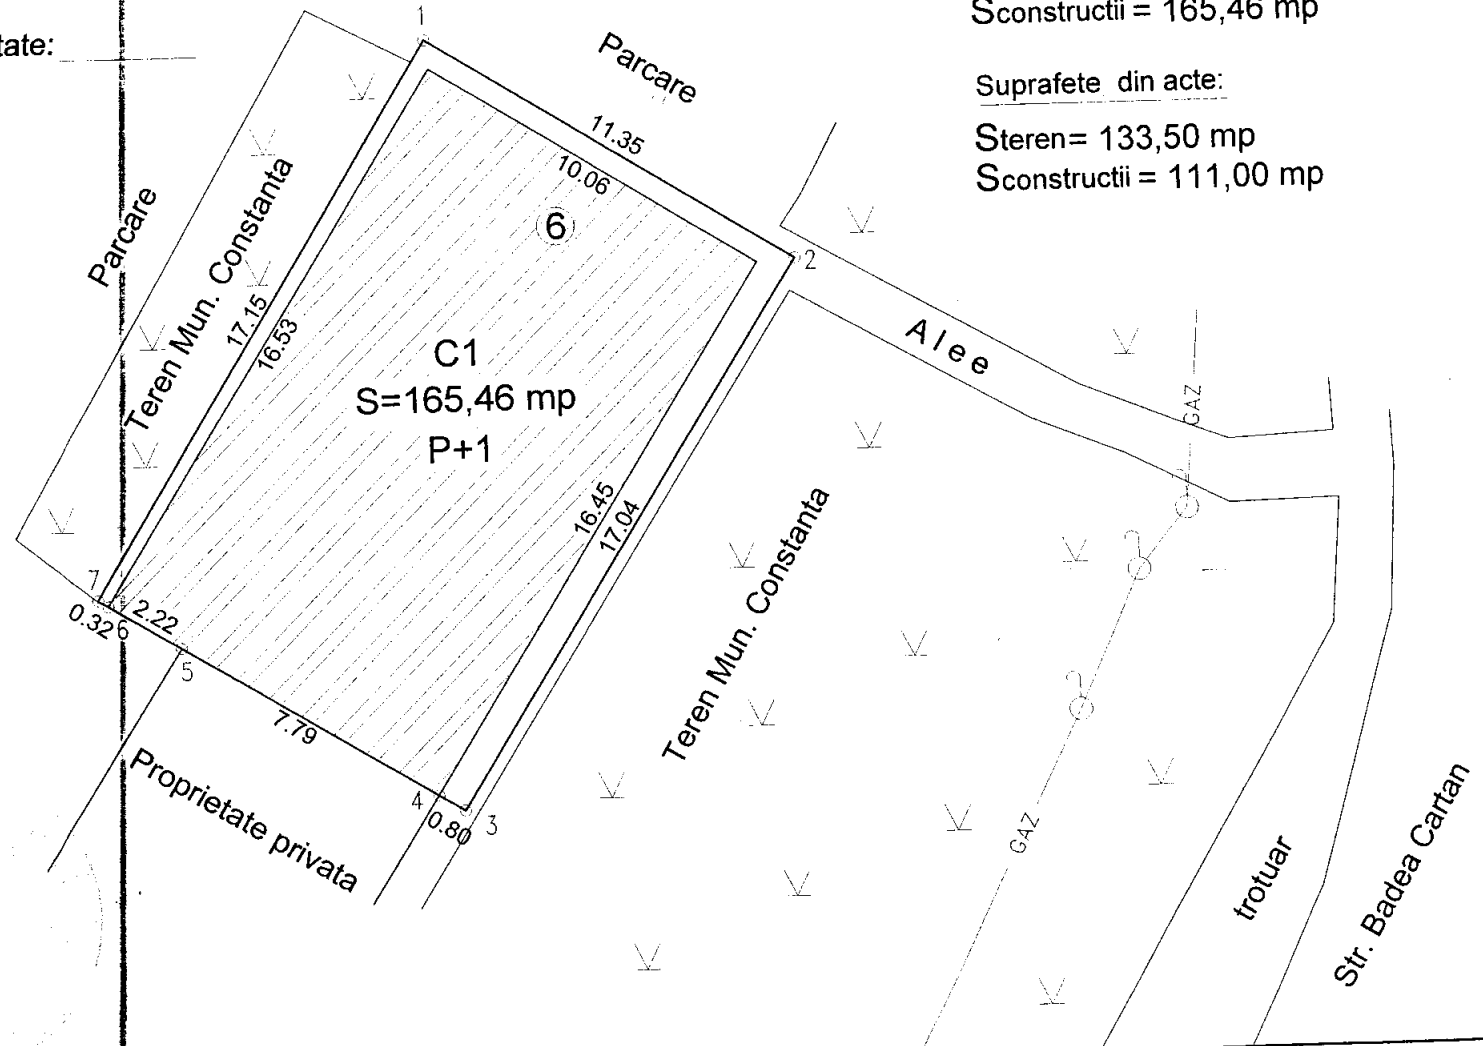 Sconstructii = 165,46 mp
tate:
Suprafete din acte:
Steren= 133,50 mp
Sconstructii = 111,00 mp
1
Parcare
11.35
10.06
6
2
Parcare
Teren Mun. Constanta
17.15
16.53
C1
S=165,46 mp
P+1
Alee
GAZ
16.45
17.04
Teren Mun. Constanta
7
0.32
6
2.22
5
7.79
4
0.80
3
Proprietate privata
GAZ
trotuar
Str. Badea Cartan